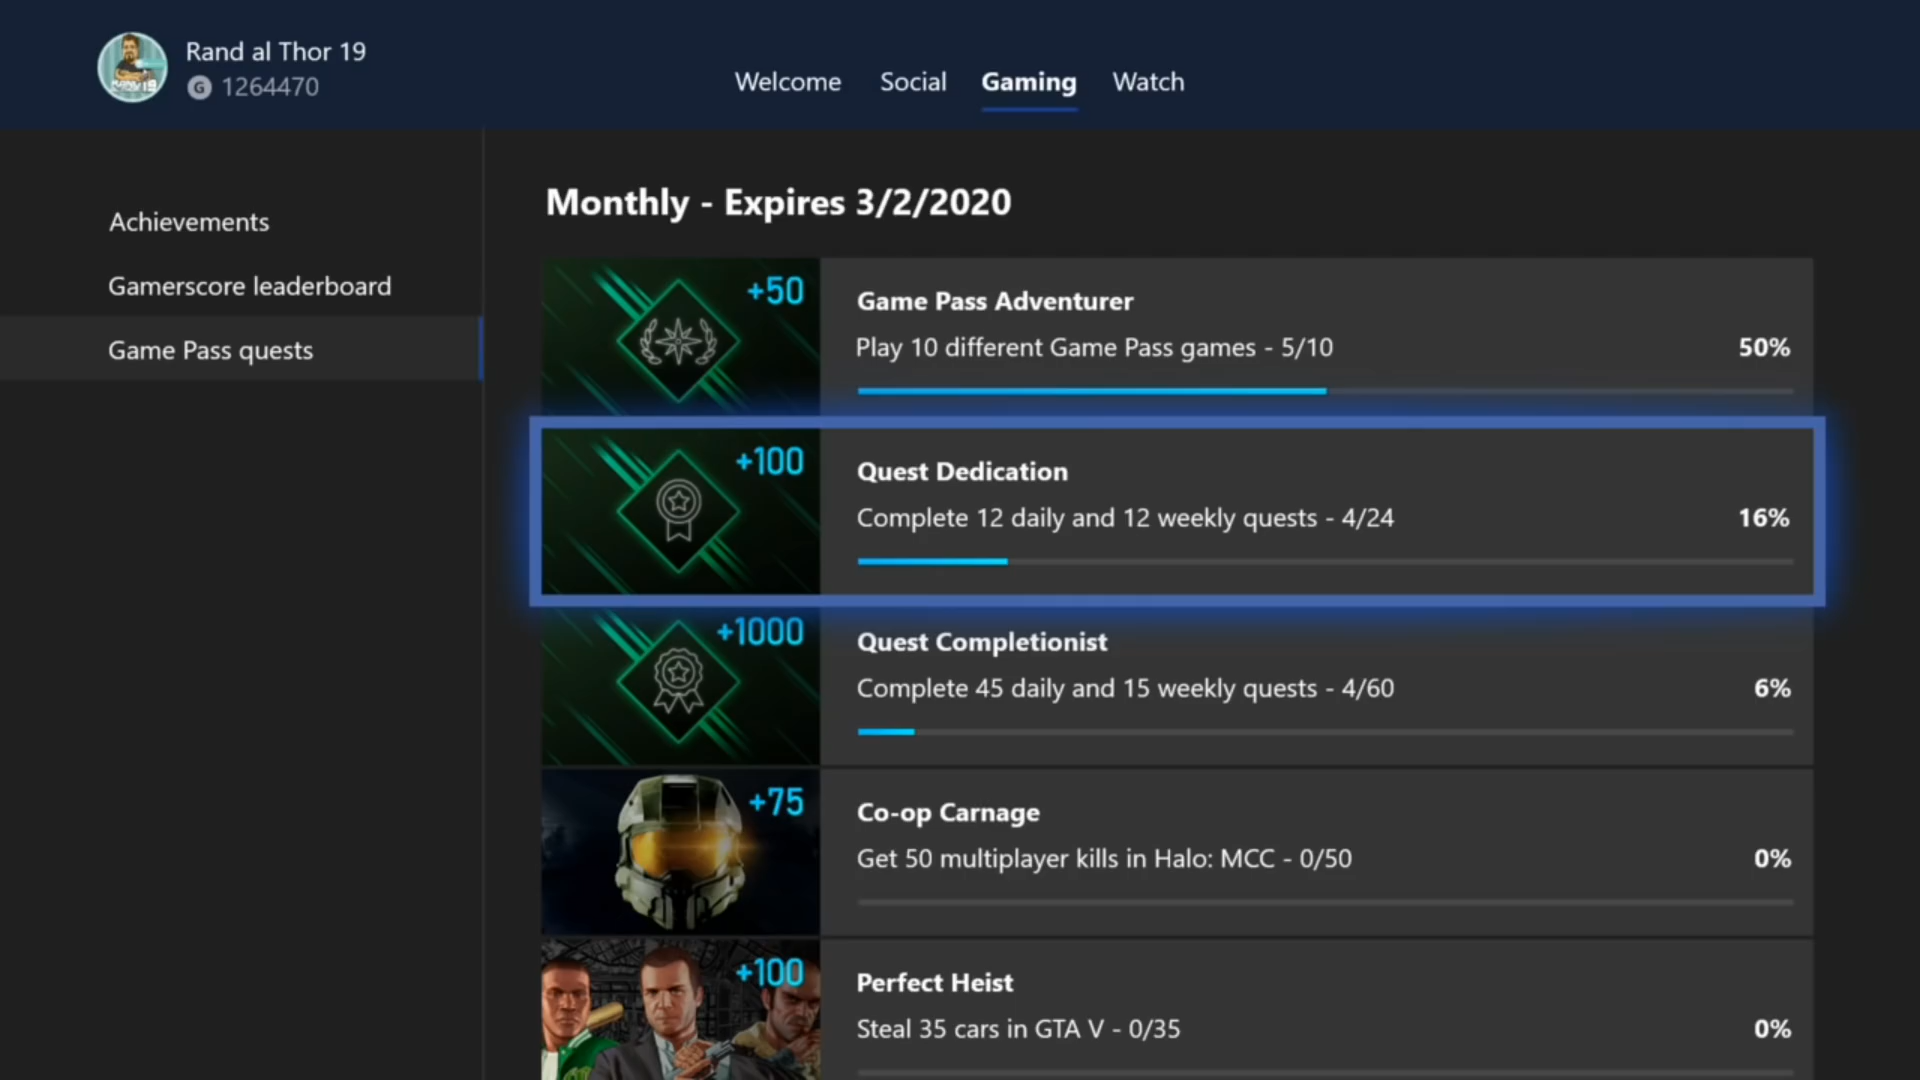 Rand al Thor 19
G 1264470
Welcome
Social
Gaming
Watch
Achievements
Gamerscore leaderboard
Game Pass quests
Monthly - Expires 3/2/2020
+50
Game Pass Adventurer
Play 10 different Game Pass games - 5/10
50%
+100
Quest Dedication
Complete 12 daily and 12 weekly quests - 4/24
16%
+1000
Quest Completionist
Complete 45 daily and 15 weekly quests - 4/60
6%
+75
Co-op Carnage
Get 50 multiplayer kills in Halo: MCC - 0/50
0%
+100
Perfect Heist
Steal 35 cars in GTA V - 0/35
0%